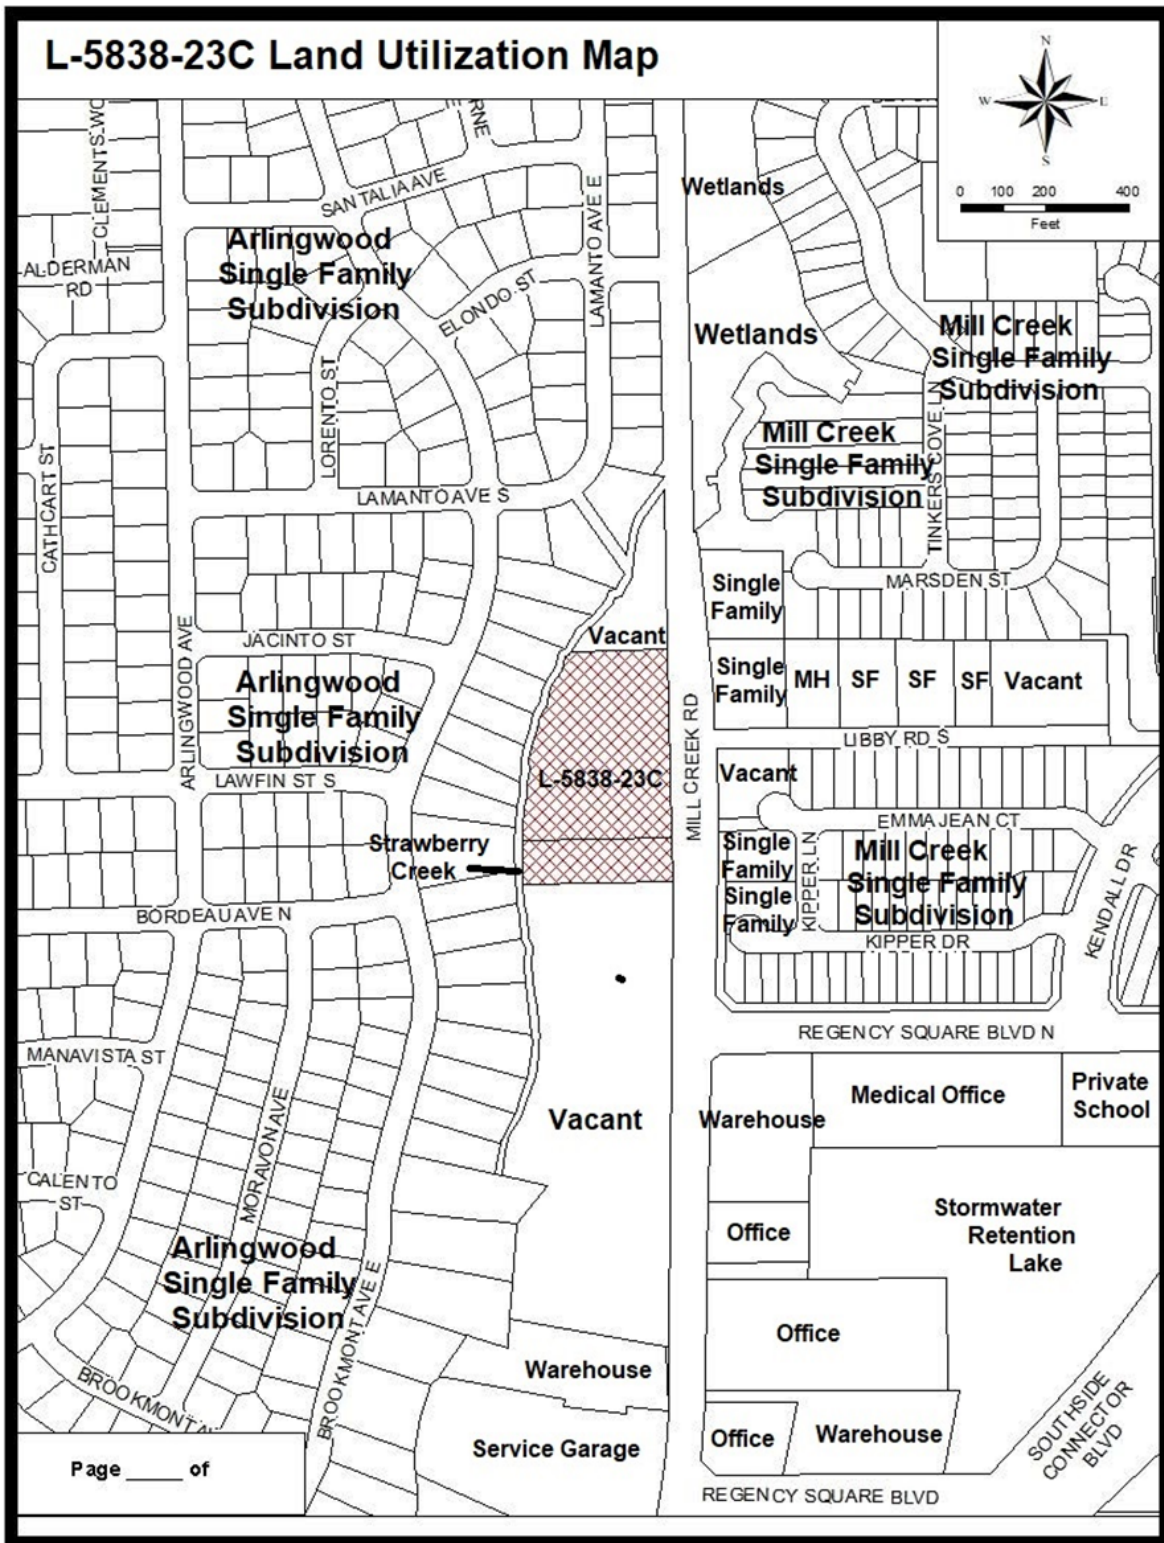 L-5838-23C Land Utilization Map
N
W
E
S
0 100 200 400
Feet
CLEMENTS WO
RNE
SANTALIA AVE
LAMANTO AVE E
Wetlands
Arlingwood
Single Family
Subdivision
ALDERMAN
RD
ELONDO ST
Wetlands
Mill Creek
Single Family
Subdivision
LORENTO ST
Mill Creek
Single Family
Subdivision
TINKERS COVE LN
CATHCART ST
LAMANTO AVE S
MARSDEN ST
Single
Family
ARLINGWOOD AVE
JACINTO ST
Vacant
Single
Family
MH
SF
SF
SF
Vacant
Arlingwood
Single Family
Subdivision
MILL CREEK RD
LIBBY RD S
LAWFIN ST S
L-5838-23C
Vacant
EMMA JEAN CT
Strawberry
Creek
Single
Family
Single
Family
KIPPER LN
Mill Creek
Single Family
Subdivision
KENDALL DR
BORDEAU AVE N
KIPPER DR
REGENCY SQUARE BLVD N
MANAVISTA ST
Vacant
Warehouse
Medical Office
Private
School
MORAVON AVE
CALENTO
ST
Office
Stormwater
Retention
Lake
Arlingwood
Single Family
Subdivision
BROOKMONT AVE E
Office
Warehouse
BROOKMONT AV
Office
Warehouse
SOUTHSIDE
CONNECTOR
BLVD
Service Garage
Page _____ of
REGENCY SQUARE BLVD